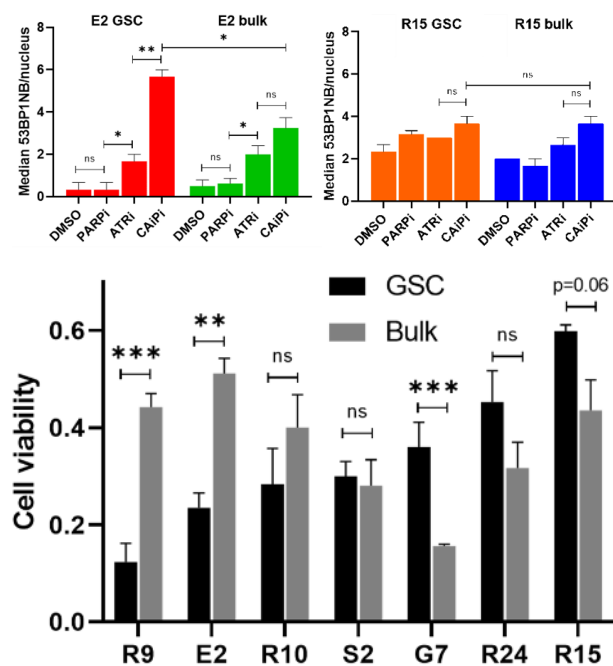 E2 GSC E2 bulk
Median 53BP1NB/nucleus
8
6
4
2
0
ns
*
**
*
ns
*
ns
DMSO PARPi ATRi CAiPi DMSO PARPi ATRi CAiPi
R15 GSC R15 bulk
Median 53BP1NB/nucleus
8
6
4
2
0
ns
ns
ns
DMSO PARPi ATRi CAiPi DMSO PARPi ATRi CAiPi
GSC
Bulk
Cell viability
0.6
0.4
0.2
0.0
***
**
ns
ns
***
ns
p=0.06
R9 E2 R10 S2 G7 R24 R15